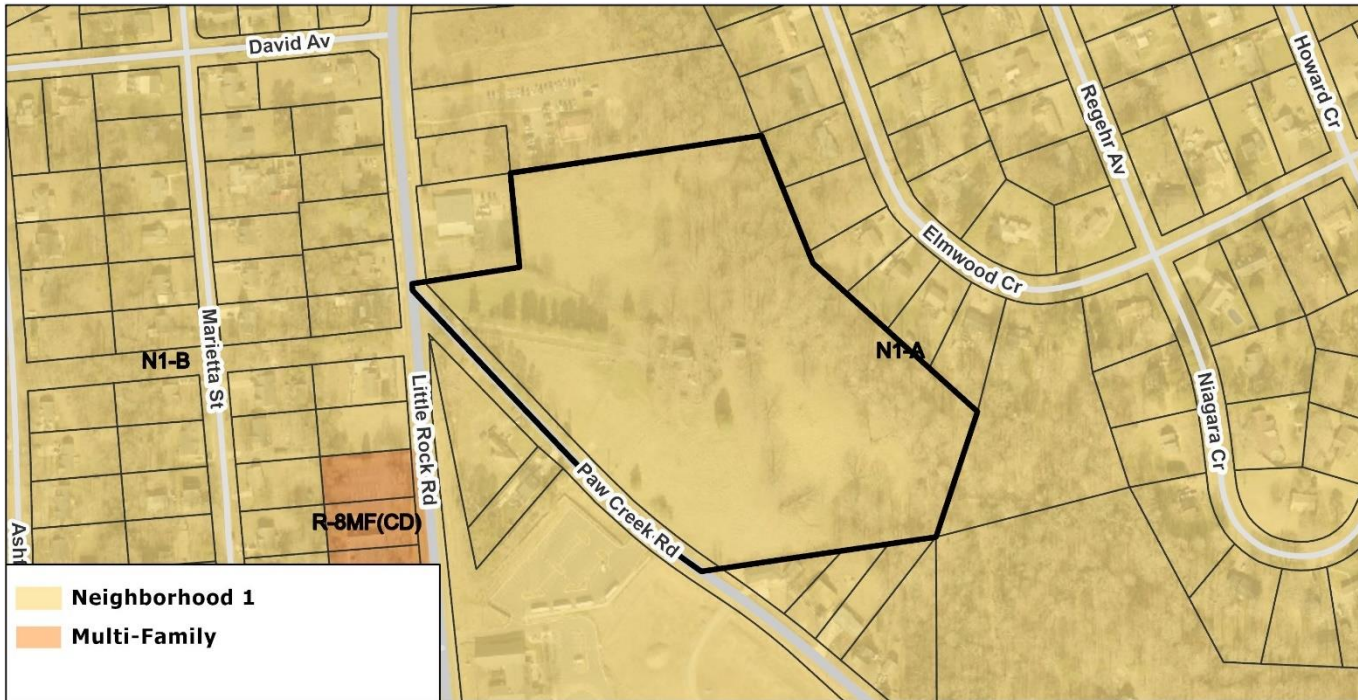 David Av
Howard Cr
Regehr Av
Elmwood Cr
Marietta St
N1-B
N1-A
Little Rock Rd
Niagara Cr
Paw Creek Rd
R-8MF(CD)
Neighborhood 1
Multi-Family